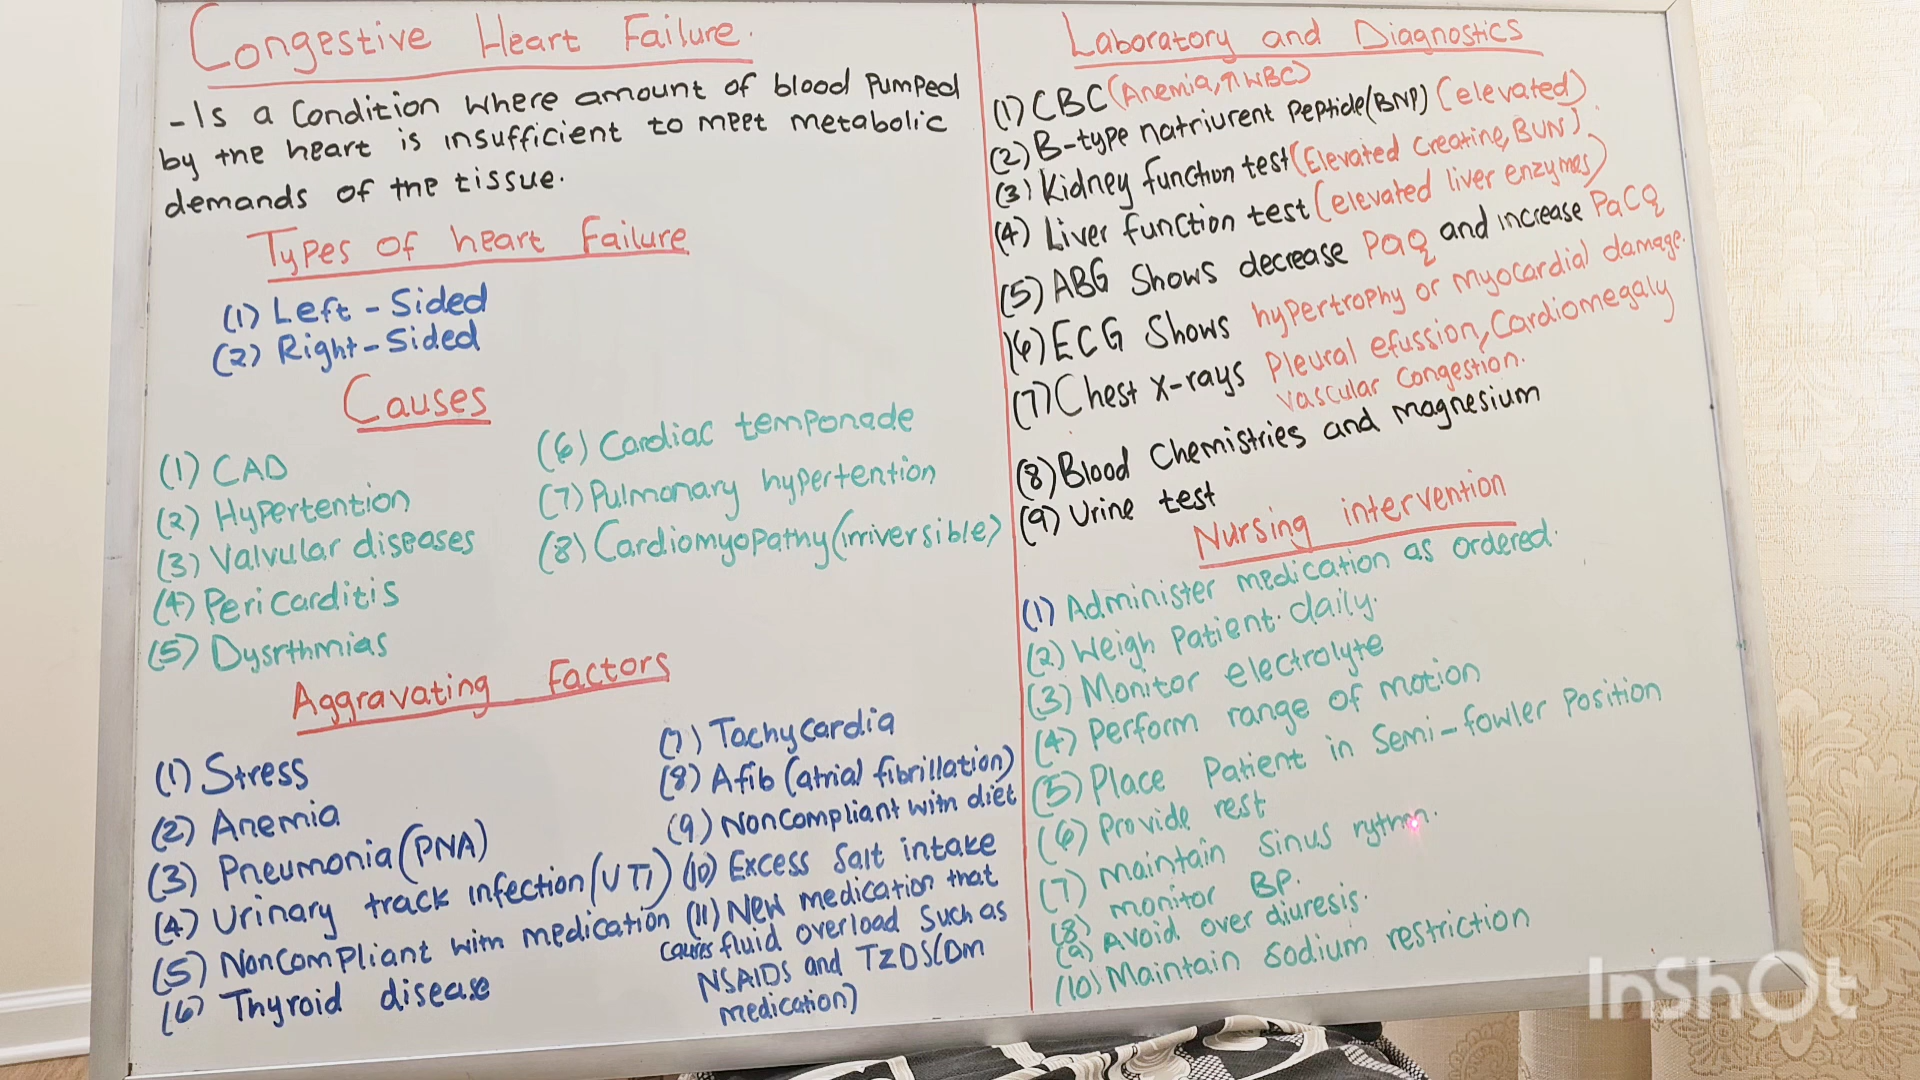 Congestive Heart Failure.
- Is a Condition where amount of blood Pumped
by the heart is insufficient to meet metabolic
demands of the tissue.
Types of heart Failure
(1) Left - Sided
(2) Right - Sided
Causes
(1) CAD
(2) Hypertention
(3) Valvular diseases
(4) Pericarditis
(5) Dysrthmias
(6) Cardiac temponade
(7) Pulmonary hypertention
(8) Cardiomyopathy (irriversible)
Aggravating Factors
(1) Stress
(2) Anemia
(3) Pneumonia (PNA)
(4) Urinary track infection (UTI)
(5) Noncompliant with medication
(6) Thyroid disease
(7) Tachycardia
(8) Afib (atrial fibrillation)
(9) Noncompliant with diet
(10) Excess Salt intake
(11) New medication that
causes fluid overload Such as
NSAIDs and TZDS (Dm
medication)
Laboratory and Diagnostics
(1) CBC (Anemia, ↑ WBC)
(2) B-type natriurent Peptide (BNP) (elevated)
(3) Kidney function test (Elevated Creatine, BUN)
(4) Liver function test (elevated liver enzymes)
(5) ABG Shows decrease PaO2 and increase PaCO2
(6) ECG Shows hypertrophy or myocardial damage.
(7) Chest x-rays Pleural efussion, Cardiomegaly
vascular Congestion.
(8) Blood Chemistries and magnesium
(9) Urine test
Nursing intervention
(1) Administer medication as ordered.
(2) Weigh Patient daily.
(3) Monitor electrolyte
(4) Perform range of motion
(5) Place Patient in Semi-fowler Position
(6) Provide rest
(7) maintain Sinus rythm.
(8) monitor BP.
(9) Avoid over diuresis.
(10) Maintain Sodium restriction
InShOt